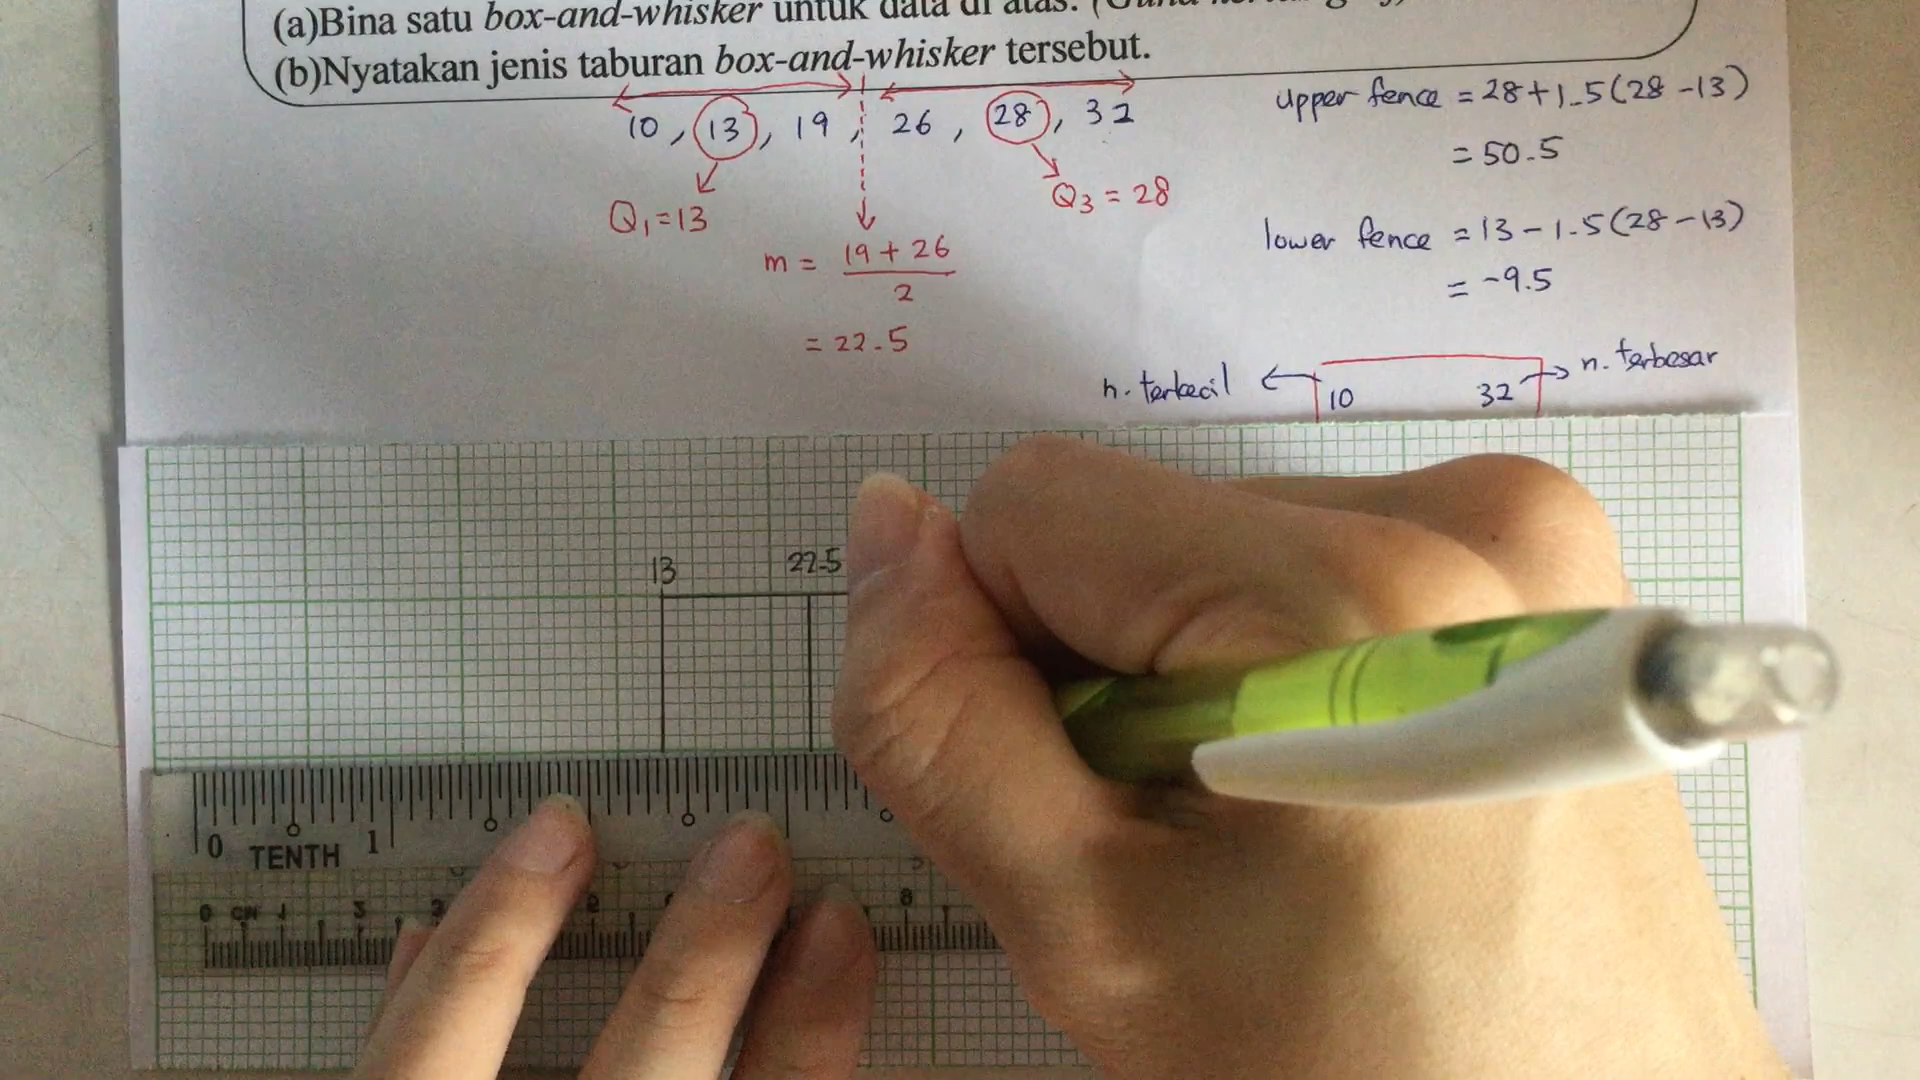 (a)Bina satu box-and-whisker untuk data di atas.
(b)Nyatakan jenis taburan box-and-whisker tersebut.
10 , 13 , 19 , 26 , 28 , 32
Q1=13
Q3 = 28
m = 19 + 26
2
= 22.5
upper fence = 28+1.5(28-13)
= 50.5
lower fence = 13-1.5(28-13)
= -9.5
n. terkecil
10
32
n. terbesar
13
22.5
0 TENTH 1
0 CM 1
8